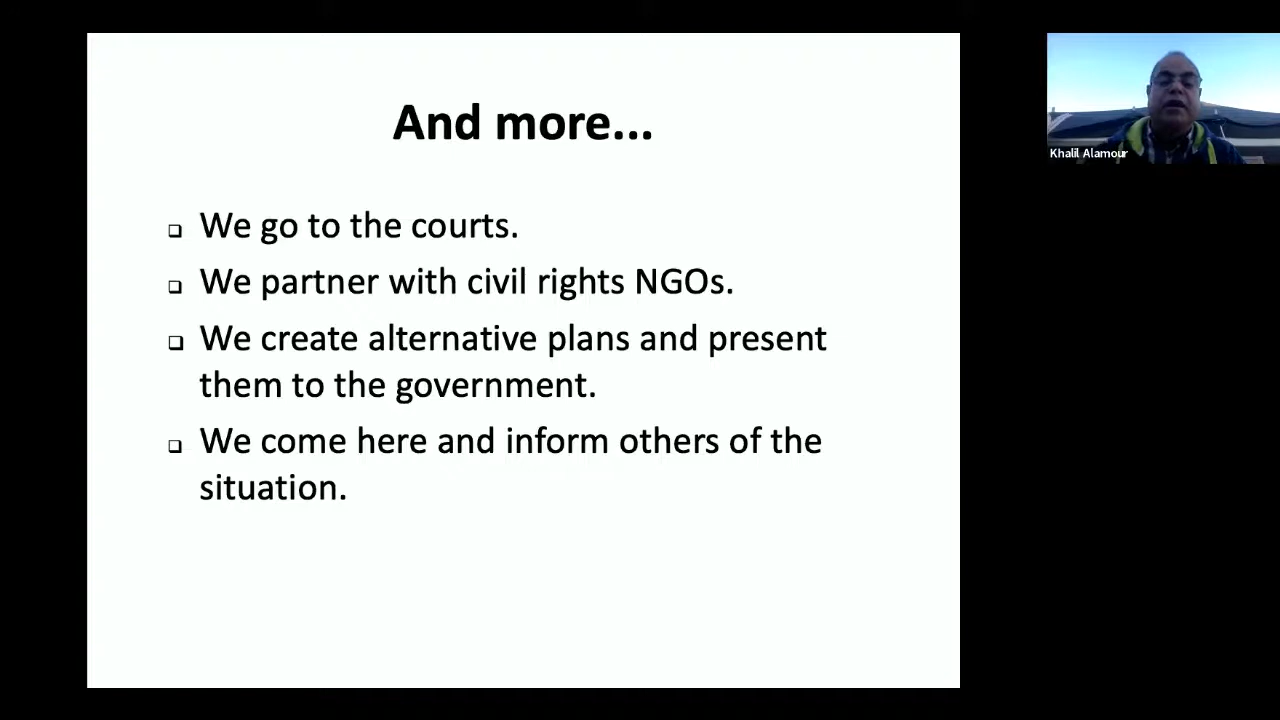 And more...
We go to the courts.
We partner with civil rights NGOs.
We create alternative plans and present
them to the government.
We come here and inform others of the
situation.
Khalil Alamour